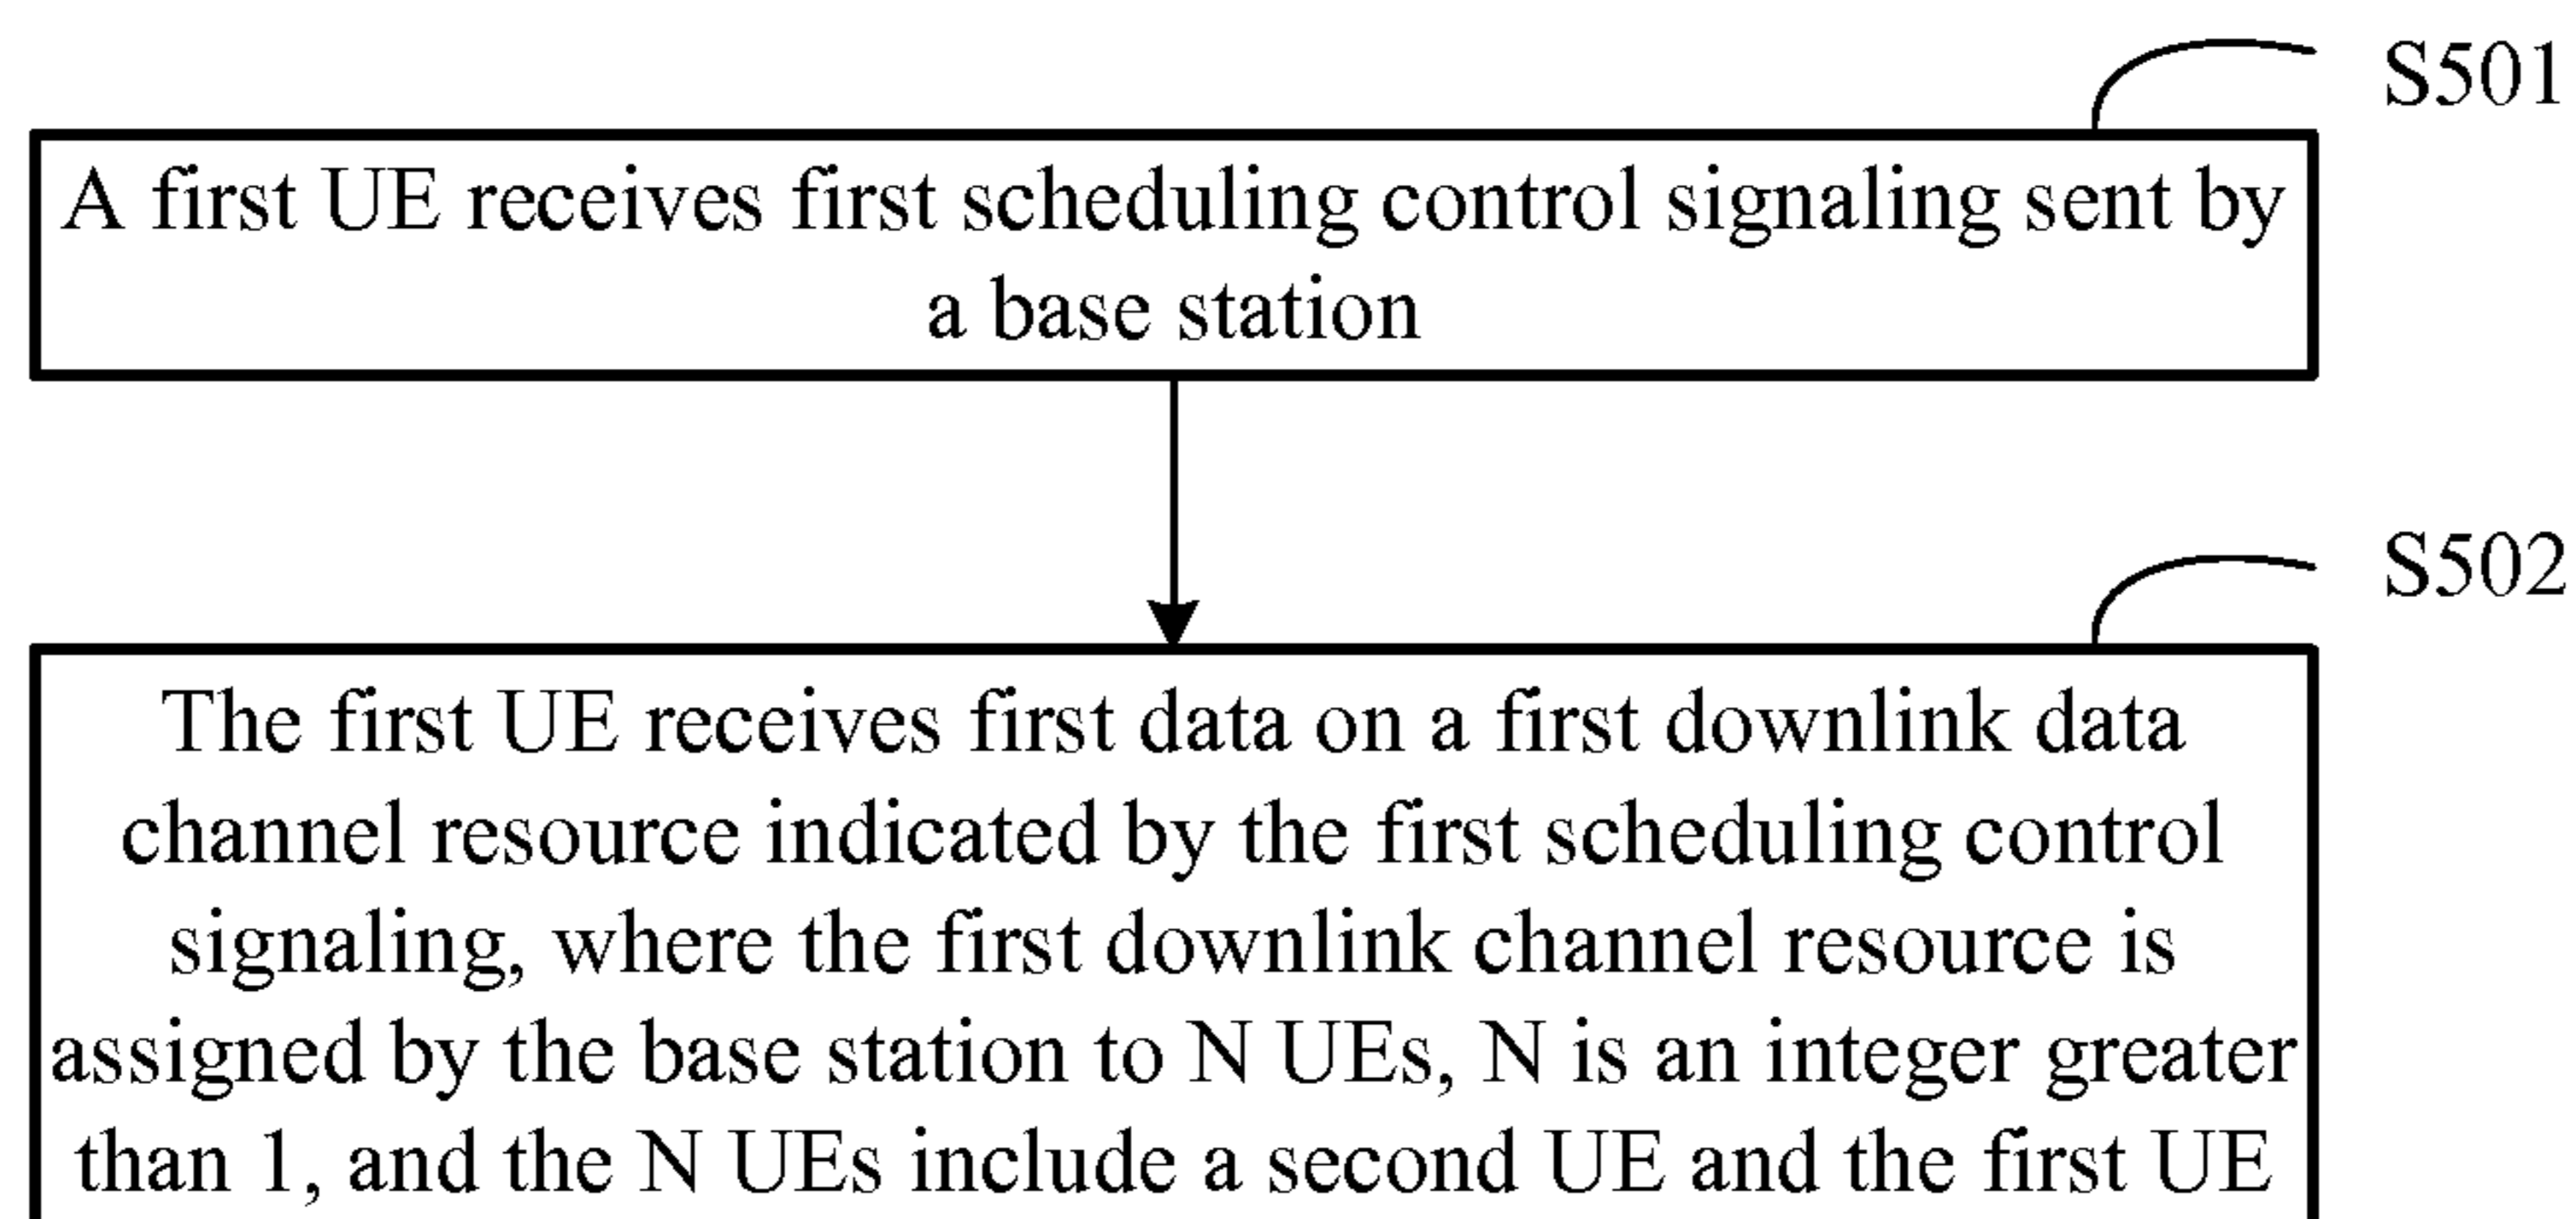 S501
A first UE receives first scheduling control signaling sent by
a base station
S502
The first UE receives first data on a first downlink data
channel resource indicated by the first scheduling control
signaling, where the first downlink channel resource is
assigned by the base station to N UEs, N is an integer greater
than 1, and the N UEs include a second UE and the first UE